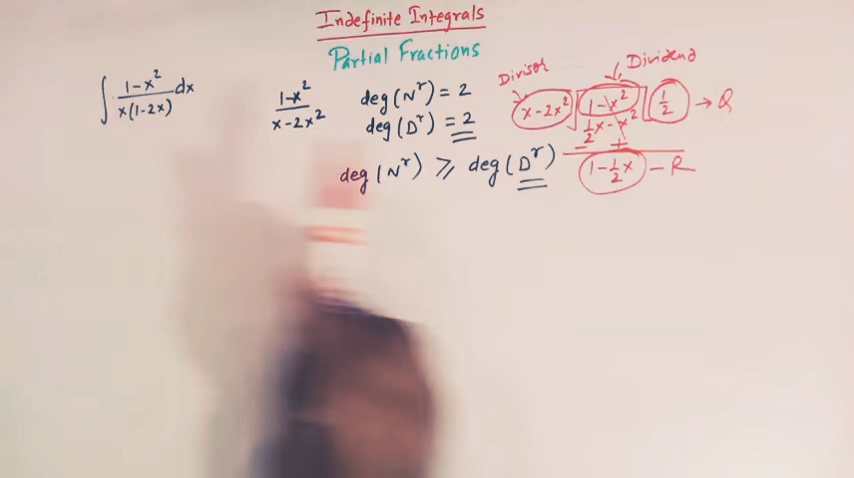 Indefinite Integrals
Partial Fractions
∫ 1-x²/x(1-2x) dx
1-x²/x-2x²
deg(Nʳ) = 2
deg(Dʳ) = 2
deg(Nʳ) ⩾ deg(Dʳ)
Divisor
Dividend
x-2x² 1-x² 1/2 → Q
1/2x-x²
- +
1-1/2x - R